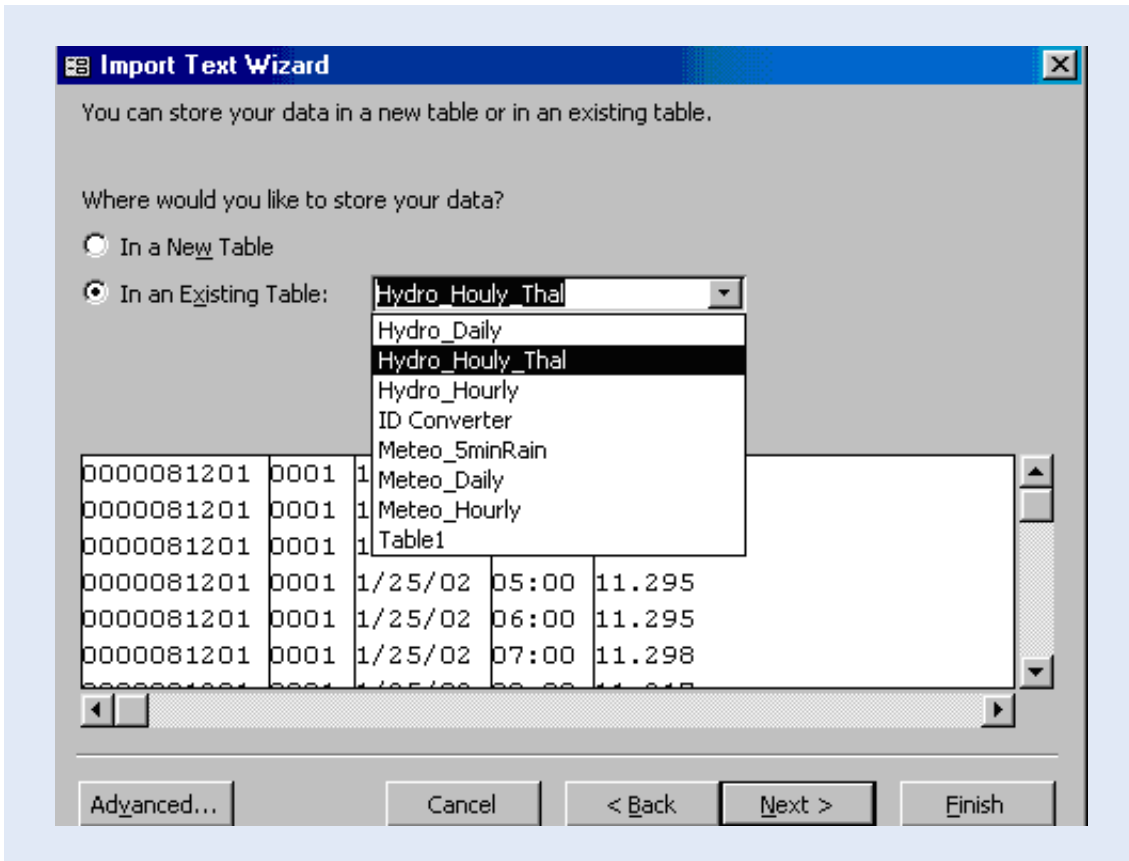 Import Text Wizard
You can store your data in a new table or in an existing table.
Where would you like to store your data?
In a New Table
In an Existing Table: Hydro_Houly_Thal
Hydro_Daily
Hydro_Houly_Thal
Hydro_Hourly
ID Converter
Meteo_5minRain
Meteo_Daily
Meteo_Hourly
Table1
0000081201 0001 1
0000081201 0001 1
0000081201 0001 1
0000081201 0001 1/25/02 05:00 11.295
0000081201 0001 1/25/02 06:00 11.295
0000081201 0001 1/25/02 07:00 11.298
Advanced... Cancel < Back Next > Finish